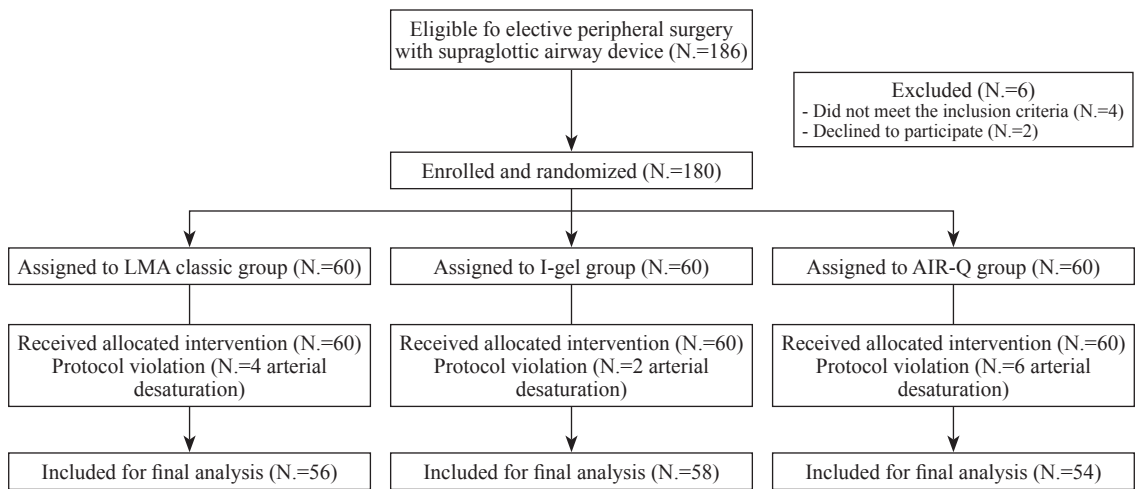 Eligible fo elective peripheral surgery
with supraglottic airway device (N.=186)
Excluded (N.=6)
- Did not meet the inclusion criteria (N.=4)
- Declined to participate (N.=2)
Enrolled and randomized (N.=180)
Assigned to LMA classic group (N.=60)
Assigned to I-gel group (N.=60)
Assigned to AIR-Q group (N.=60)
Received allocated intervention (N.=60)
Protocol violation (N.=4 arterial
desaturation)
Received allocated intervention (N.=60)
Protocol violation (N.=2 arterial
desaturation)
Received allocated intervention (N.=60)
Protocol violation (N.=6 arterial
desaturation)
Included for final analysis (N.=56)
Included for final analysis (N.=58)
Included for final analysis (N.=54)